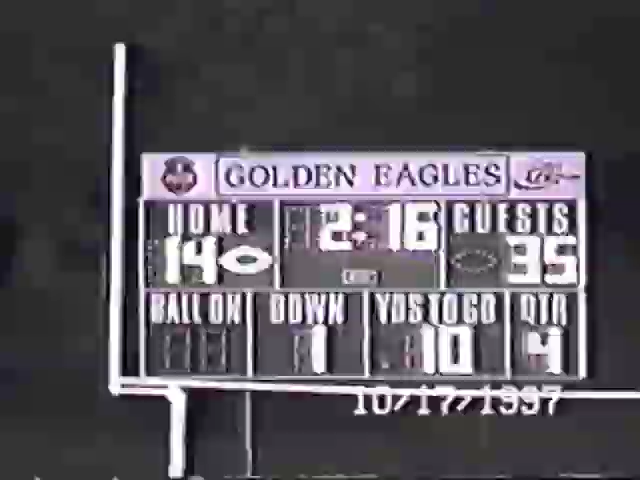 GOLDEN EAGLES
HOME 2:16 GUESTS
14 35
BALL ON DOWN YDS TO GO QTR
1 10 4
10/17/1997